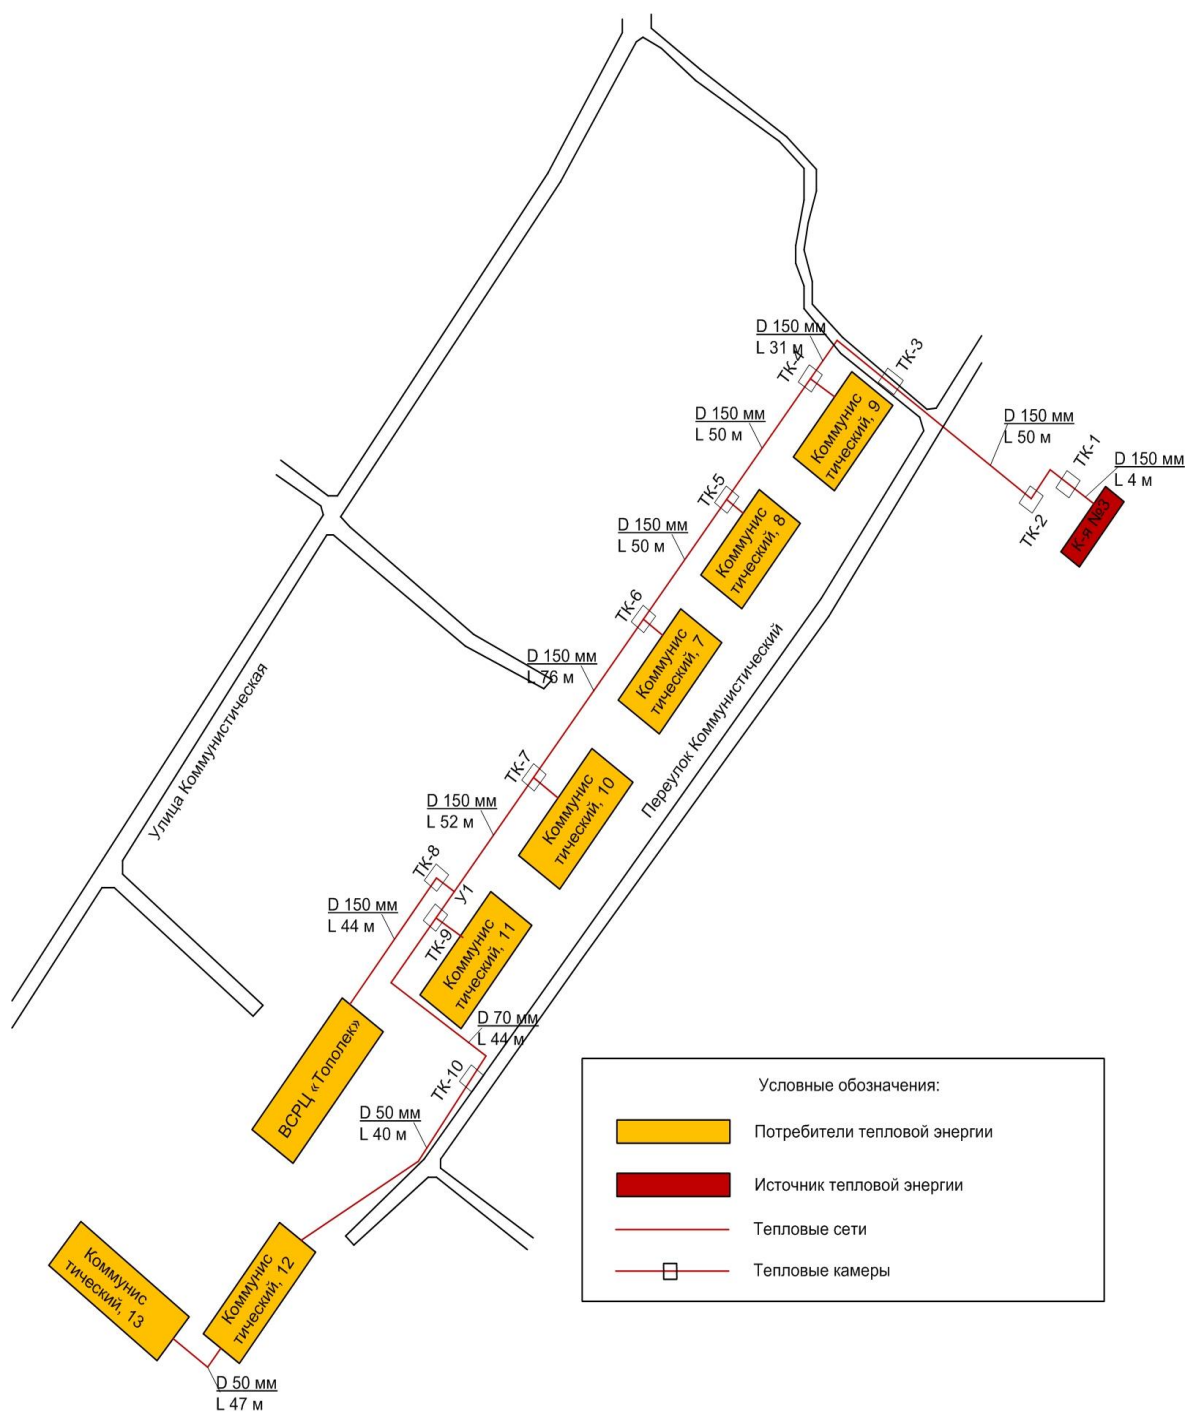 D 150 мм
L 31 м
ТК-3
ТК-4
Коммунис
тический, 9
D 150 мм
L 50 м
D 150 мм
L 50 м
ТК-1
D 150 мм
L 4 м
ТК-2
К-я №3
ТК-5
Коммунис
тический, 8
D 150 мм
L 50 м
ТК-6
Коммунис
тический, 7
D 150 мм
L 76 м
Переулок Коммунистический
Улица Коммунистическая
ТК-7
Коммунис
тический, 10
D 150 мм
L 52 м
ТК-8
У1
D 150 мм
L 44 м
ТК-9
Коммунис
тический, 11
D 70 мм
L 44 м
ТК-10
ВСРЦ «Тополек»
D 50 мм
L 40 м
Коммунис
тический, 13
Коммунис
тический, 12
D 50 мм
L 47 м
Условные обозначения:
Потребители тепловой энергии
Источник тепловой энергии
Тепловые сети
Тепловые камеры